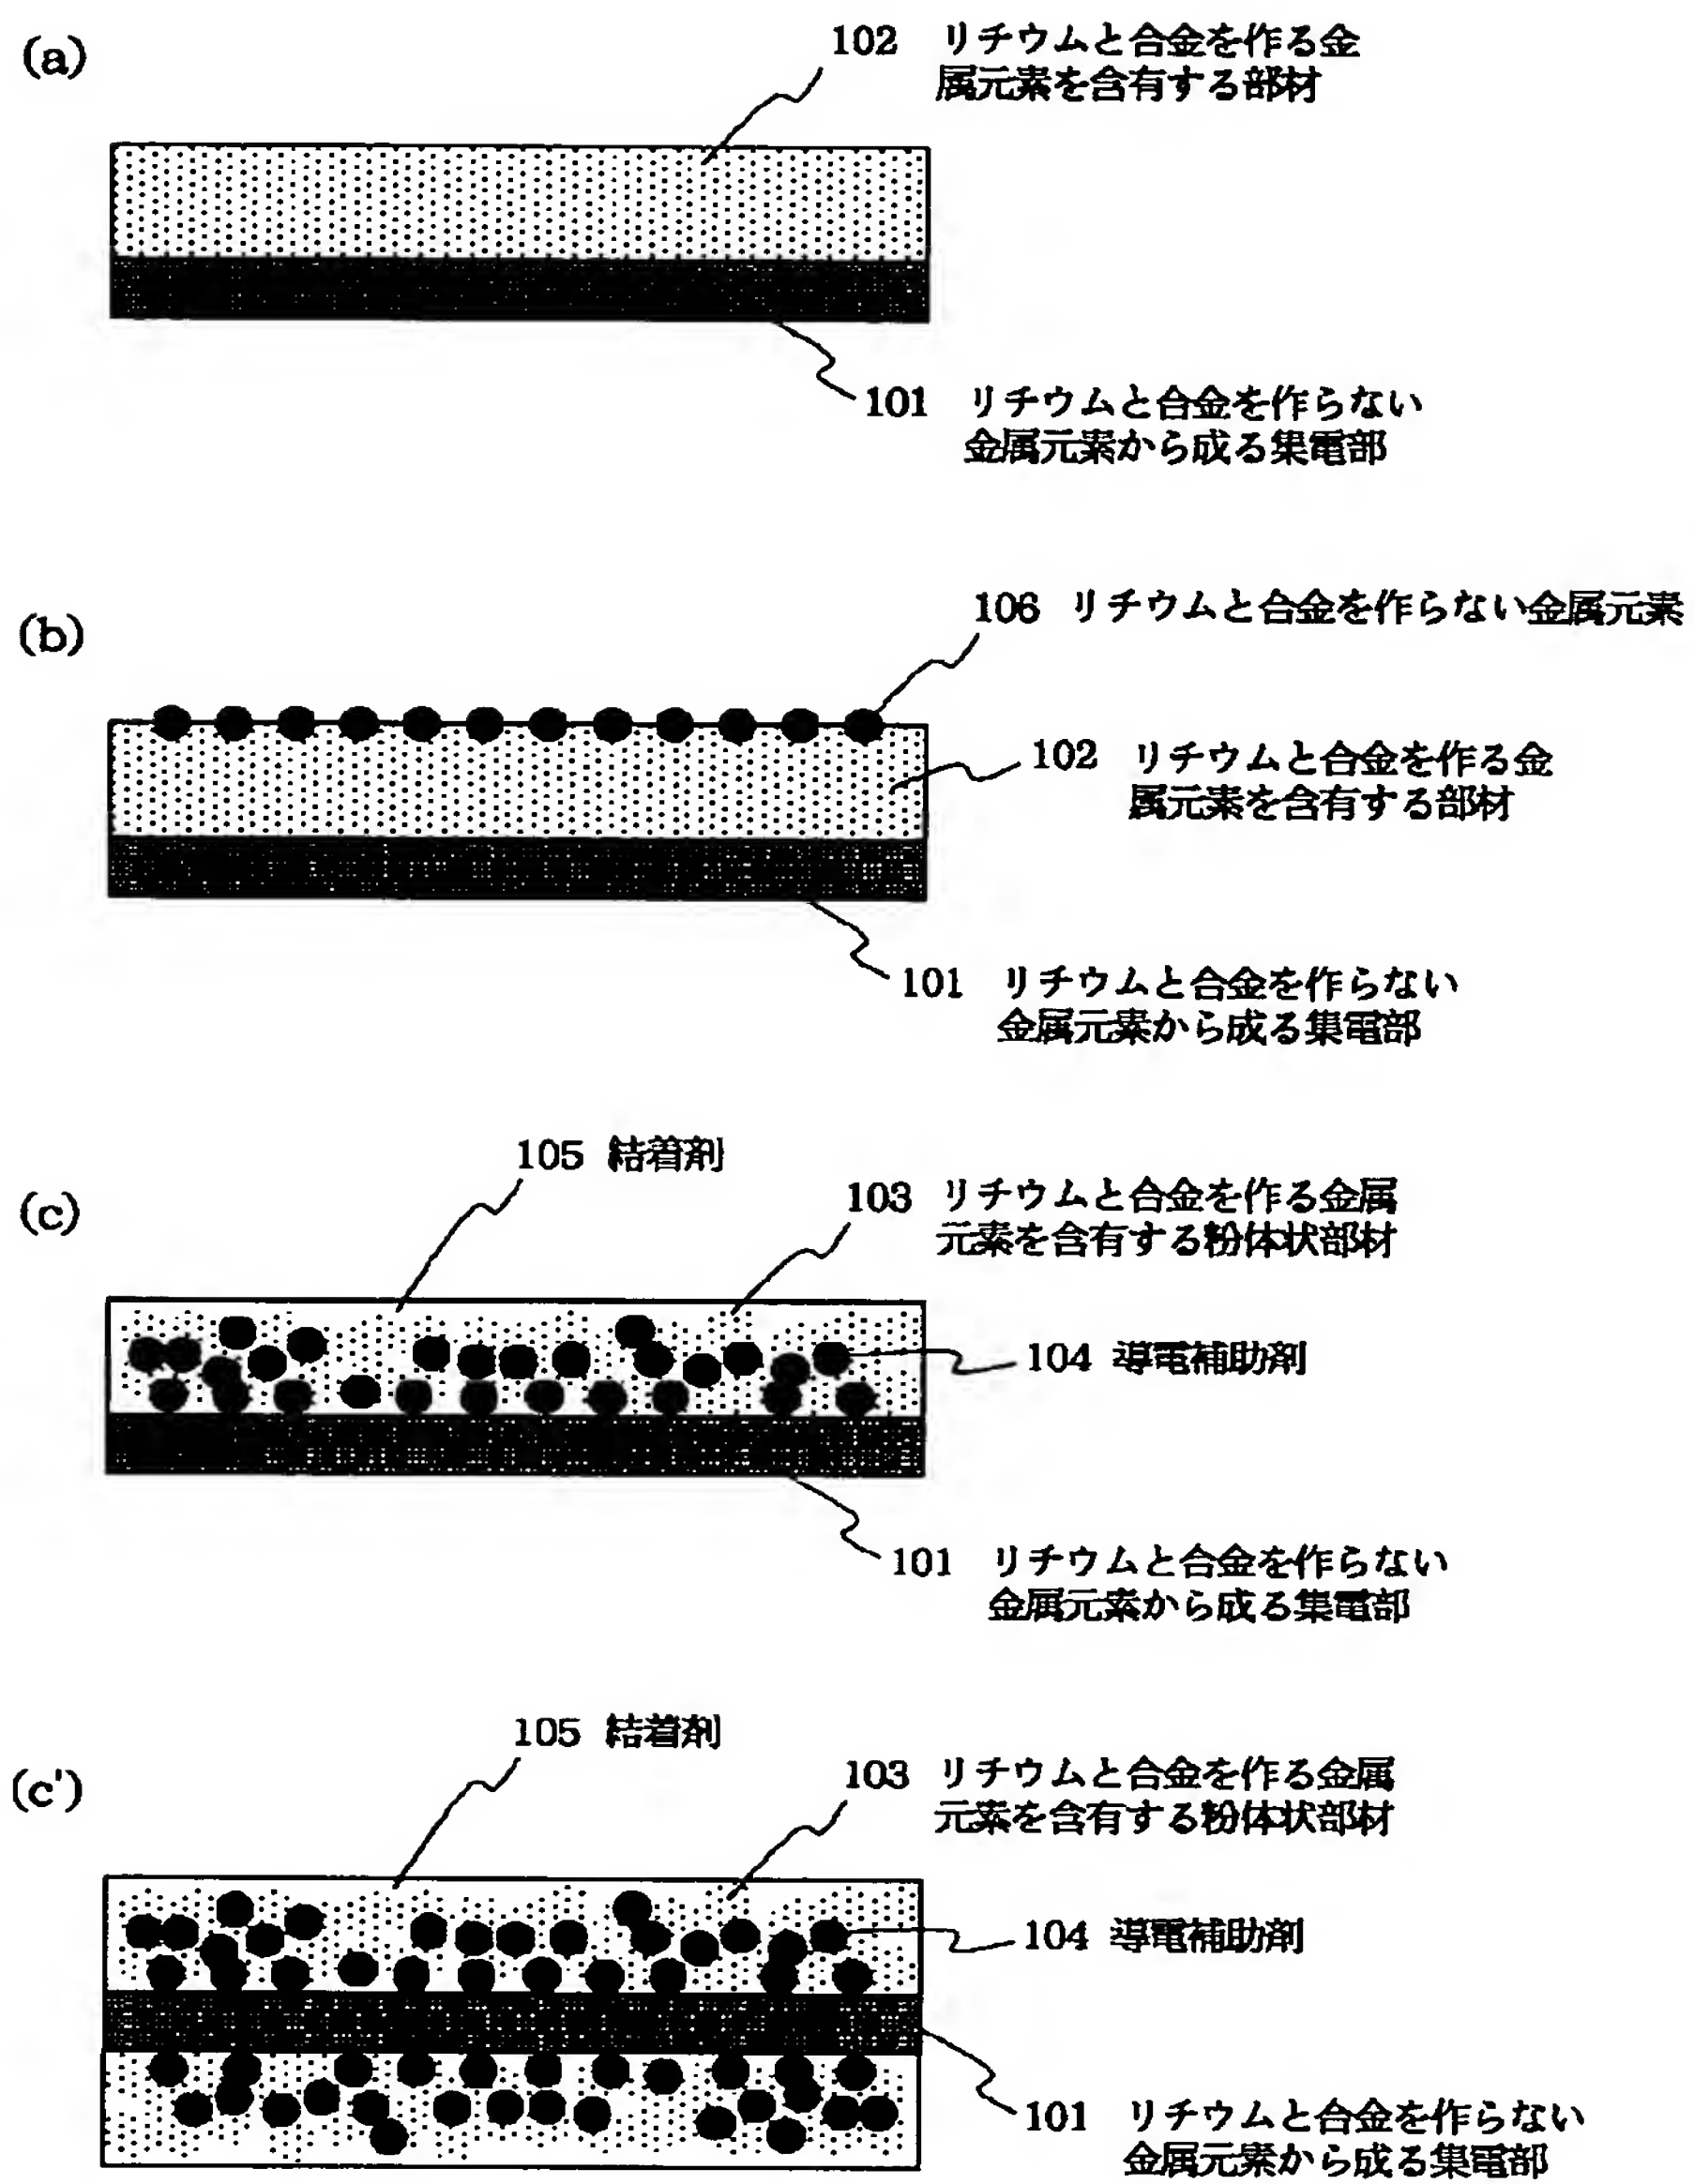 (a)
102 リチウムと合金を作る金
属元素を含有する部材
101 リチウムと合金を作らない
金属元素から成る集電部
(b)
106 リチウムと合金を作らない金属元素
102 リチウムと合金を作る金
属元素を含有する部材
101 リチウムと合金を作らない
金属元素から成る集電部
(c)
105 結着剤
103 リチウムと合金を作る金属
元素を含有する粉体状部材
104 導電補助剤
101 リチウムと合金を作らない
金属元素から成る集電部
(c')
105 結着剤
103 リチウムと合金を作る金属
元素を含有する粉体状部材
104 導電補助剤
101 リチウムと合金を作らない
金属元素から成る集電部